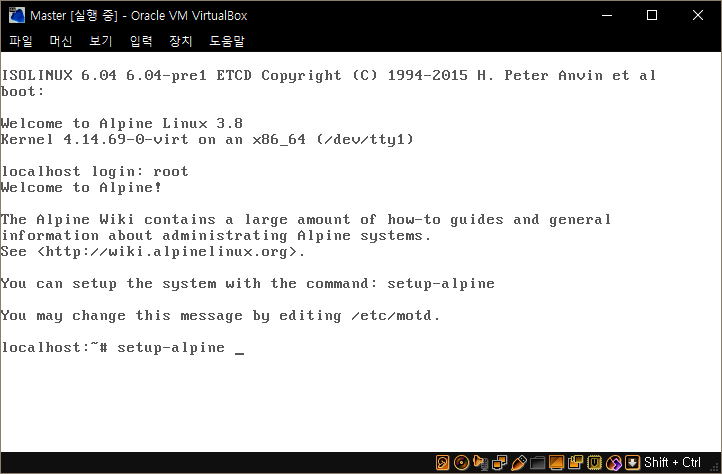 Master [실행 중] - Oracle VM VirtualBox
파일 머신 보기 입력 장치 도움말
ISOLINUX 6.04 6.04-pre1 ETCD Copyright (C) 1994-2015 H. Peter Anvin et al
boot:
Welcome to Alpine Linux 3.8
Kernel 4.14.69-0-virt on an x86_64 (/dev/tty1)
localhost login: root
Welcome to Alpine!
The Alpine Wiki contains a large amount of how-to guides and general
information about administrating Alpine systems.
See <http://wiki.alpinelinux.org>.
You can setup the system with the command: setup-alpine
You may change this message by editing /etc/motd.
localhost:~# setup-alpine _
Shift + Ctrl